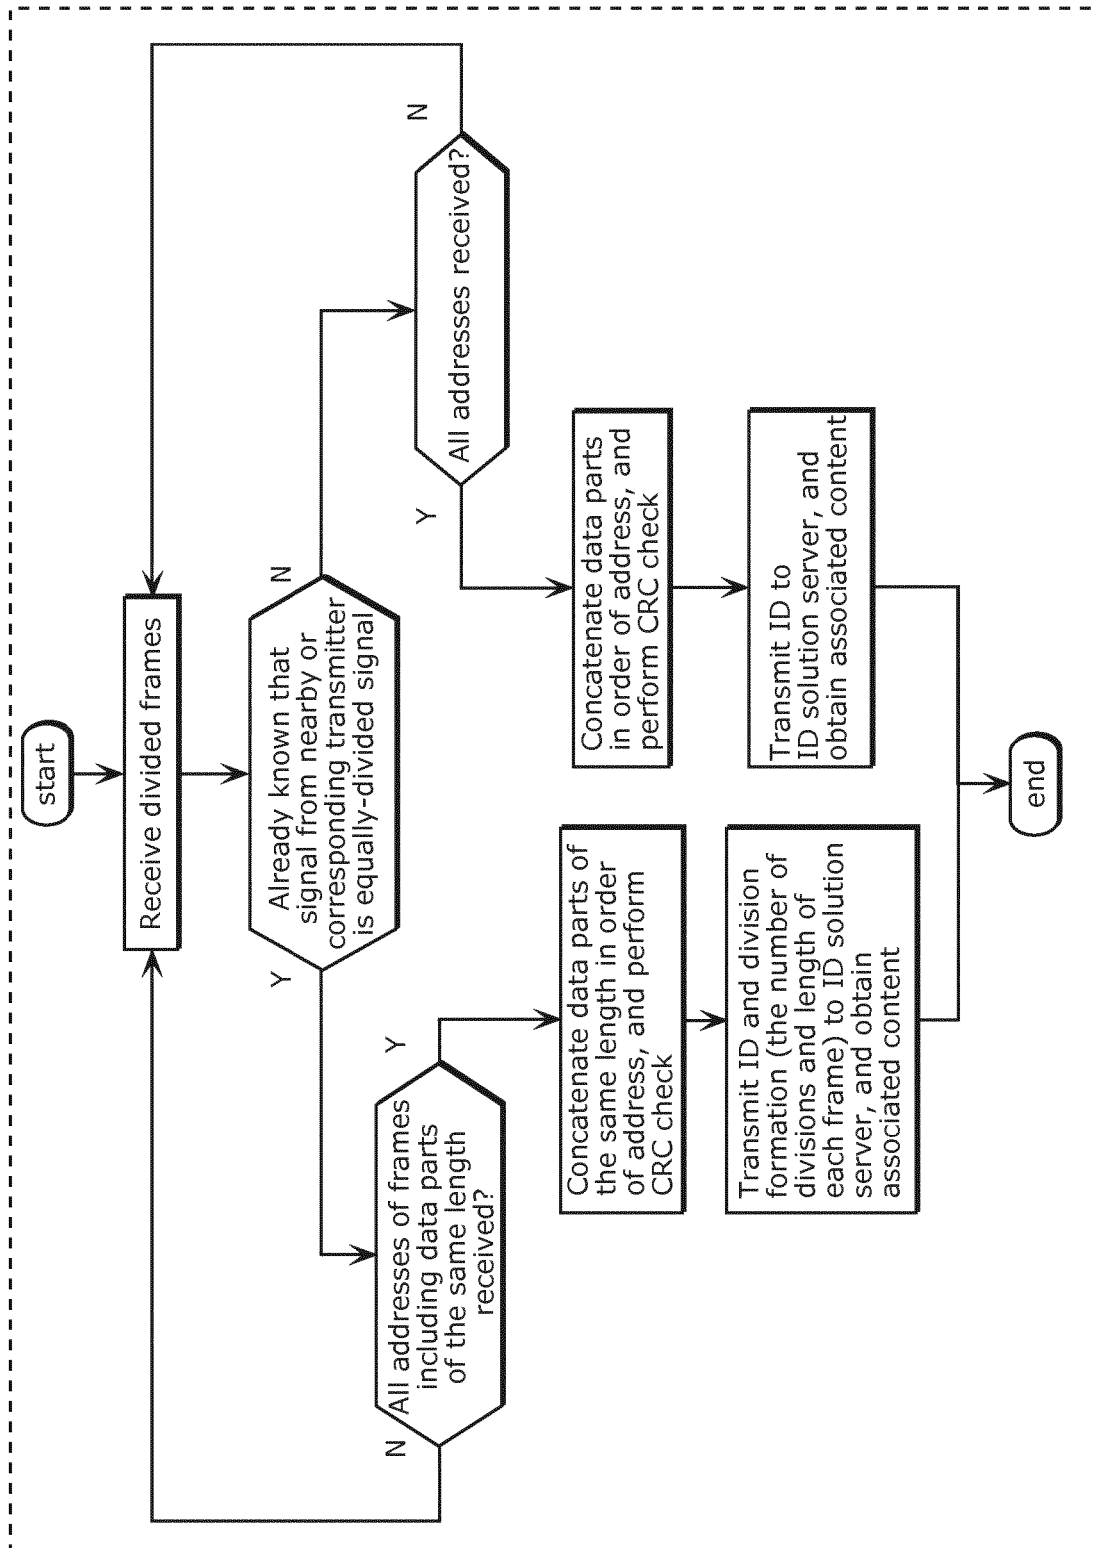 start
Receive divided frames
Already known that
signal from nearby or
corresponding transmitter
is equally-divided signal
Y
N
All addresses of frames
including data parts
of the same length
received?
N
Y
All addresses received?
Y
N
Concatenate data parts of
the same length in order
of address, and perform
CRC check
Concatenate data parts
in order of address, and
perform CRC check
Transmit ID and division
formation (the number of
divisions and length of
each frame) to ID solution
server, and obtain
associated content
Transmit ID to
ID solution server, and
obtain associated content
end